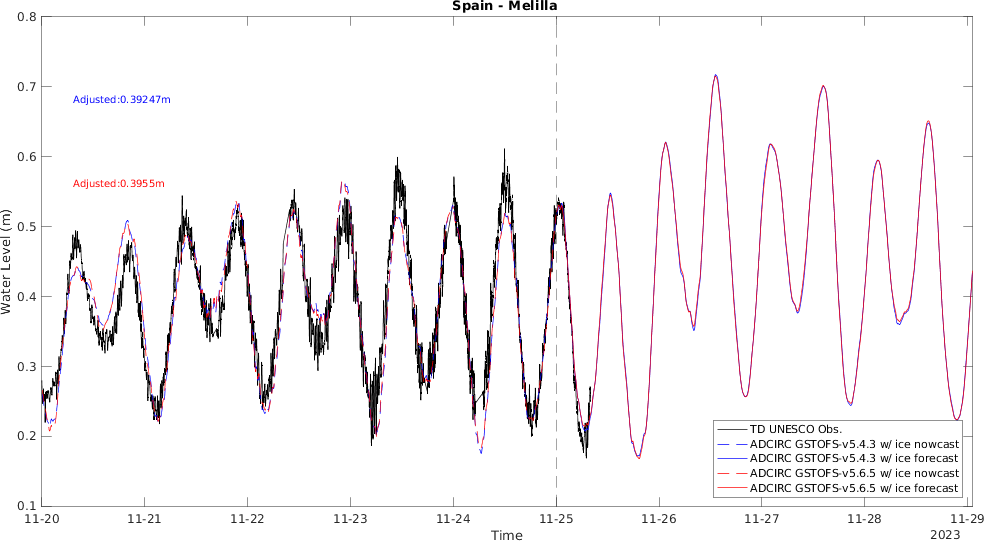 Spain - Melilla
0.8
0.7
0.6
0.5
0.4
0.3
0.2
0.1
Water Level (m)
Adjusted:0.39247m
Adjusted:0.3955m
TD UNESCO Obs.
ADCIRC GSTOFS-v5.4.3 w/ ice nowcast
ADCIRC GSTOFS-v5.4.3 w/ ice forecast
ADCIRC GSTOFS-v5.6.5 w/ ice nowcast
ADCIRC GSTOFS-v5.6.5 w/ ice forecast
11-20 11-21 11-22 11-23 11-24 11-25 11-26 11-27 11-28 11-29
Time
2023